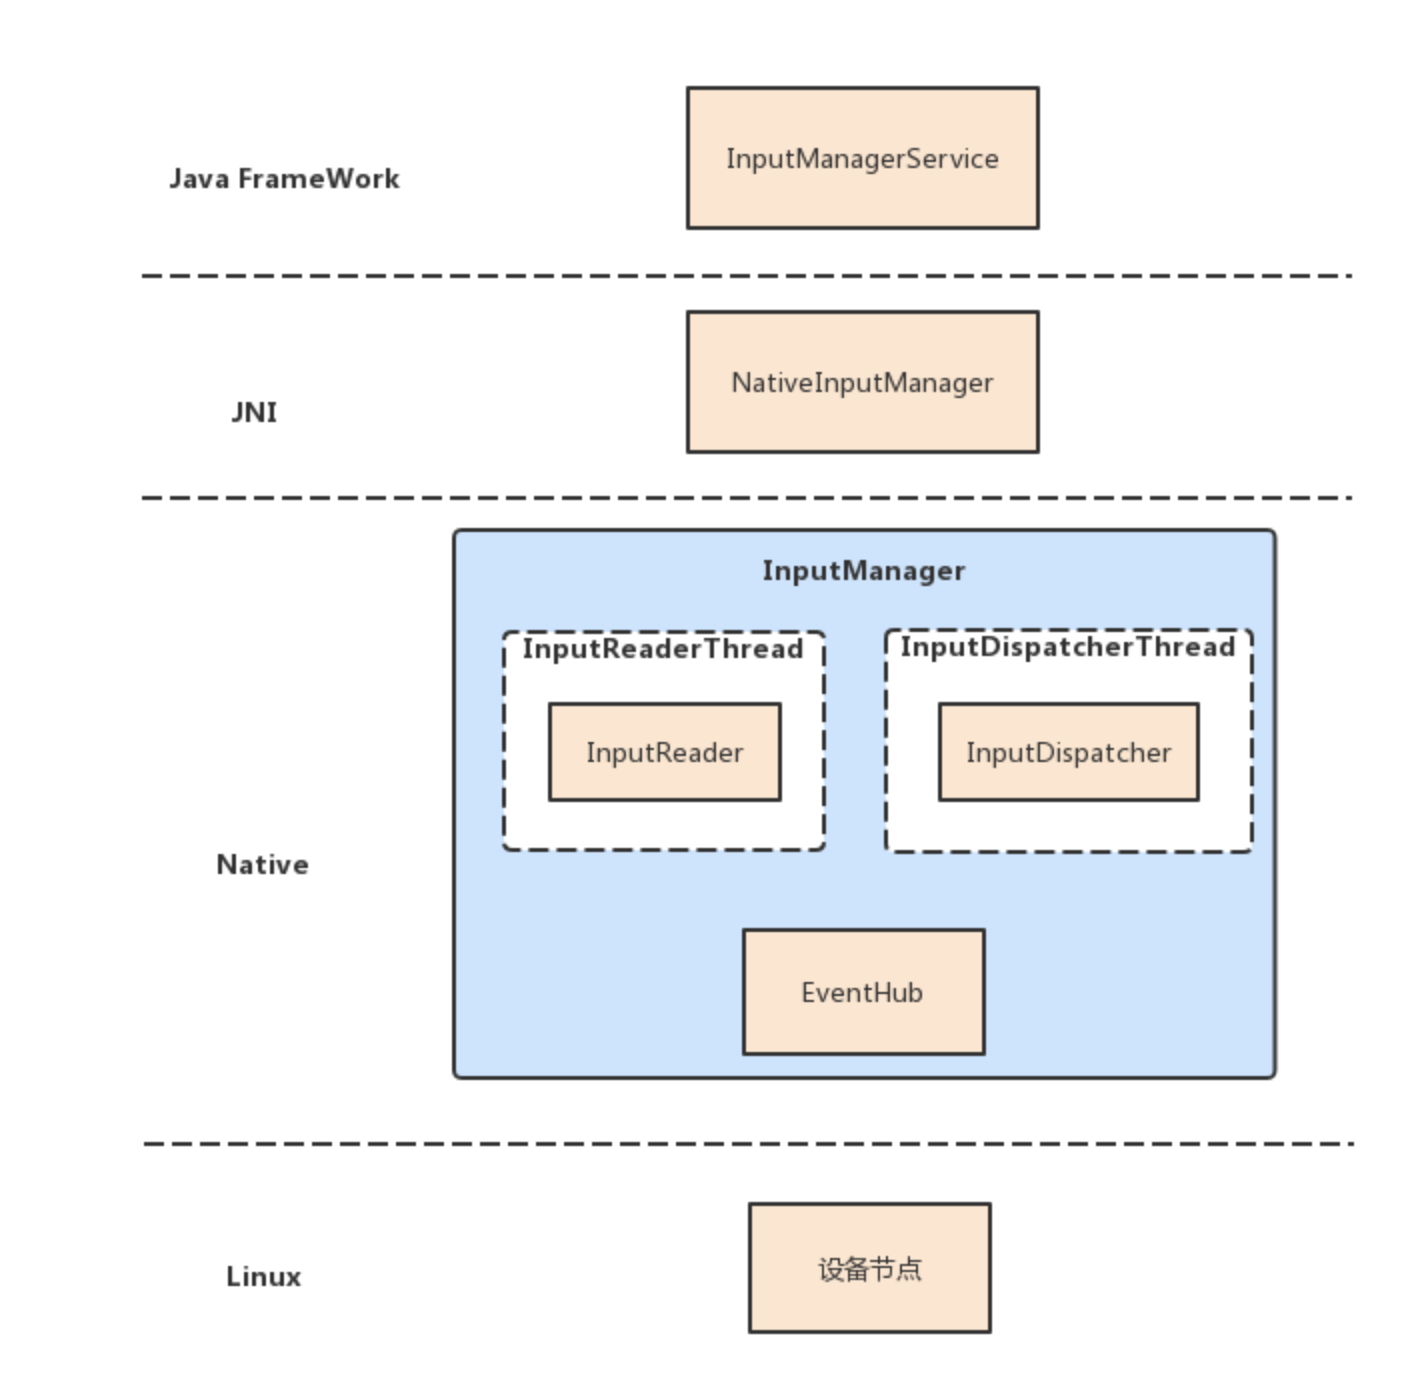 InputManagerService
Java FrameWork
NativeInputManager
JNI
InputManager
InputReaderThread
InputDispatcherThread
InputReader
InputDispatcher
Native
EventHub
设备节点
Linux